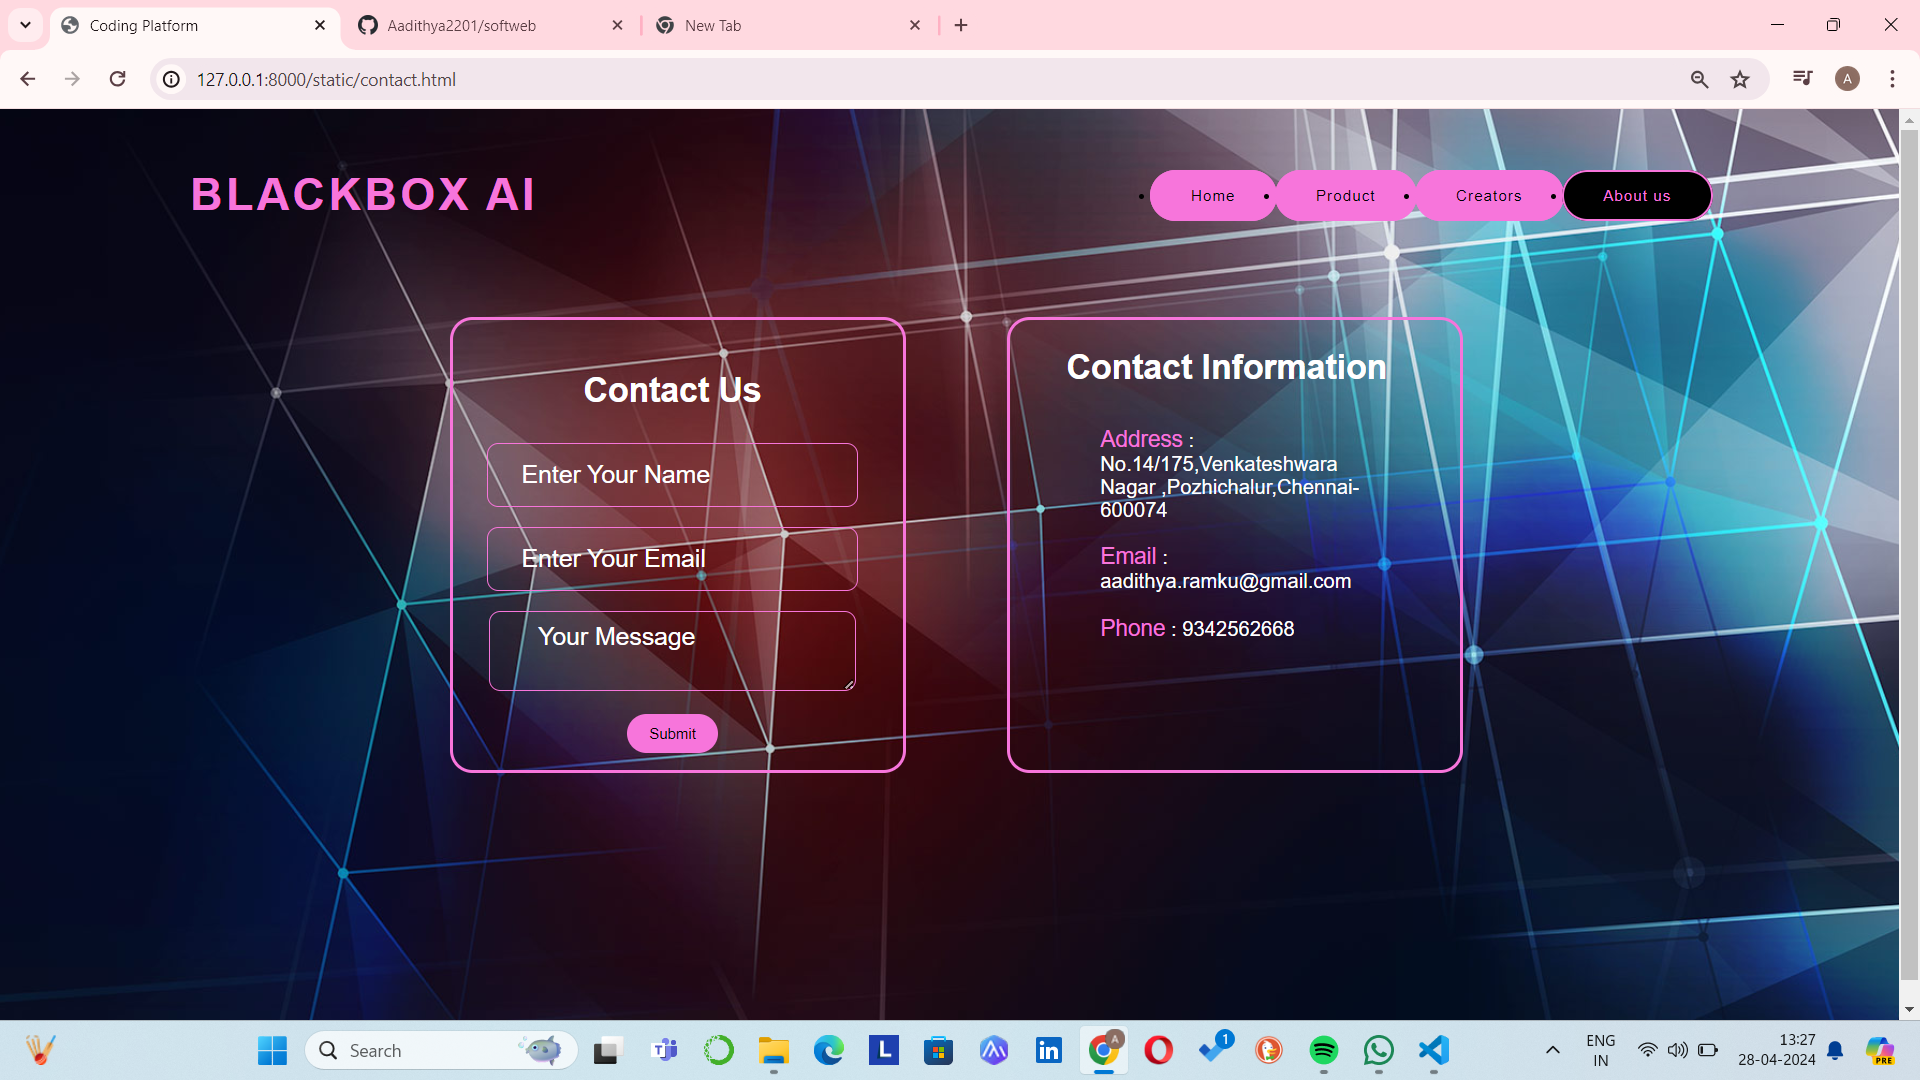 Coding Platform
Aadithya2201/softweb
New Tab
127.0.0.1:8000/static/contact.html
A
BLACKBOX AI
Home
Product
Creators
About us
Contact Us
Enter Your Name
Enter Your Email
Your Message
Submit
Contact Information
Address :
No.14/175,Venkateshwara
Nagar ,Pozhichalur,Chennai-
600074
Email :
aadithya.ramku@gmail.com
Phone : 9342562668
Search
L
in
A
1
ENG
IN
13:27
28-04-2024
PRE